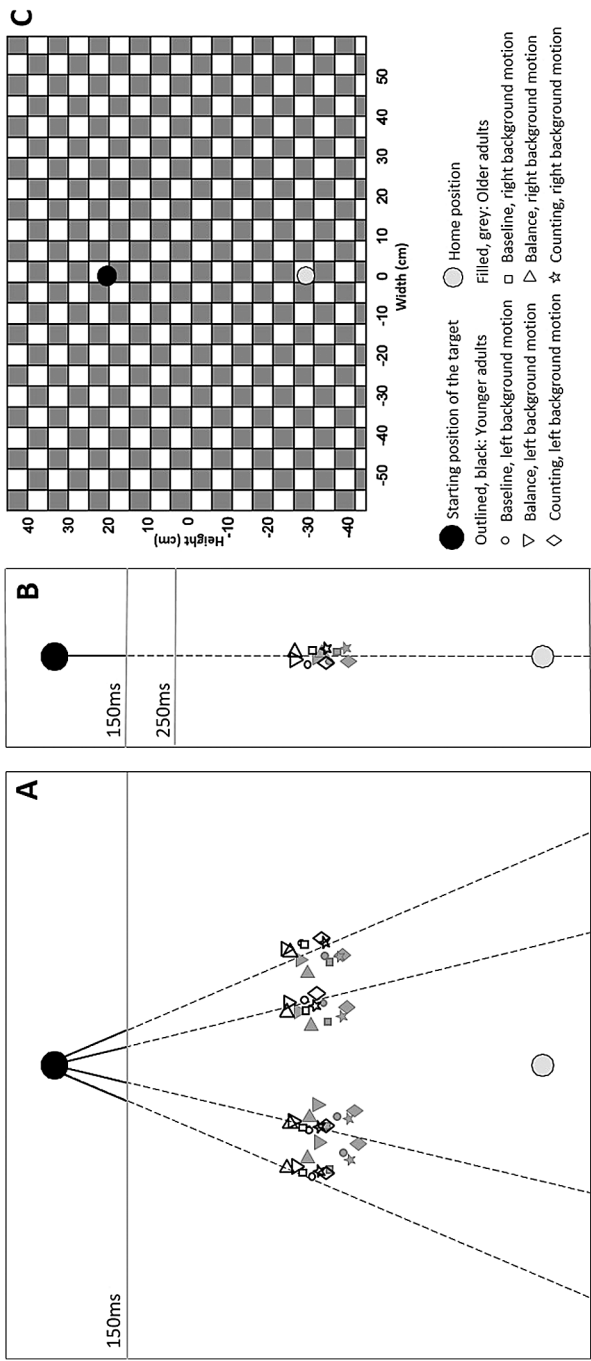 A
150ms
B
150ms
250ms
C
Height (cm)
40
30
20
10
0
-10
-20
-30
-40
-50
-40
-30
-20
-10
0
10
20
30
40
50
Width (cm)
Starting position of the target
Home position
Outlined, black: Younger adults
Filled, grey: Older adults
Baseline, left background motion
Baseline, right background motion
Balance, left background motion
Balance, right background motion
Counting, left background motion
Counting, right background motion